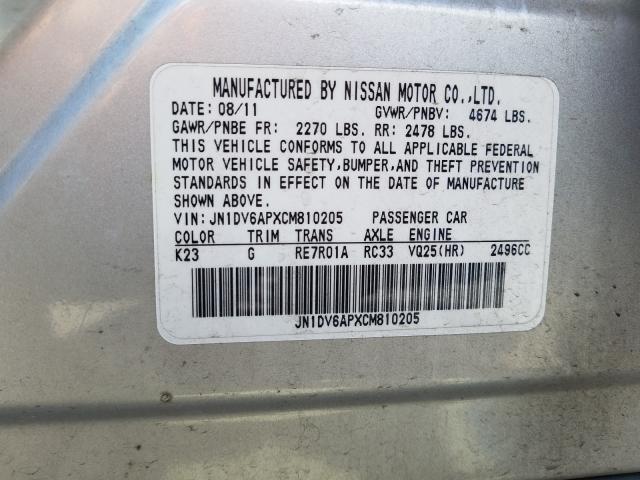 MANUFACTURED BY NISSAN MOTOR CO.,LTD.
DATE: 08/11 GVWR/PNBV: 4674 LBS.
GAWR/PNBE FR: 2270 LBS. RR: 2478 LBS.
THIS VEHICLE CONFORMS TO ALL APPLICABLE FEDERAL
MOTOR VEHICLE SAFETY,BUMPER,AND THEFT PREVENTION
STANDARDS IN EFFECT ON THE DATE OF MANUFACTURE
SHOWN ABOVE.
VIN: JN1DV6APXCM810205 PASSENGER CAR
COLOR TRIM TRANS AXLE ENGINE
K23 G RE7R01A RC33 VQ25(HR) 2496CC
JN1DV6APXCM810205